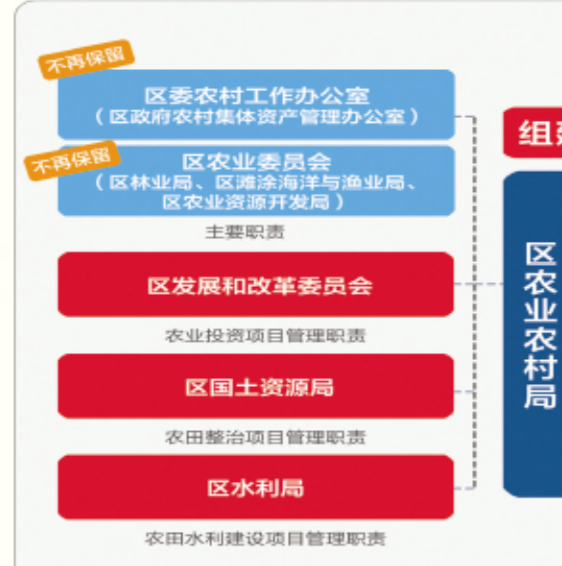 不再保留
区委农村工作办公室
（区政府农村集体资产管理办公室）
不再保留
区农业委员会
（区林业局、区滩涂海洋与渔业局、
区农业资源开发局）
主要职责
区发展和改革委员会
农业投资项目管理职责
区国土资源局
农田整治项目管理职责
区水利局
农田水利建设项目管理职责
组
区农业农村局